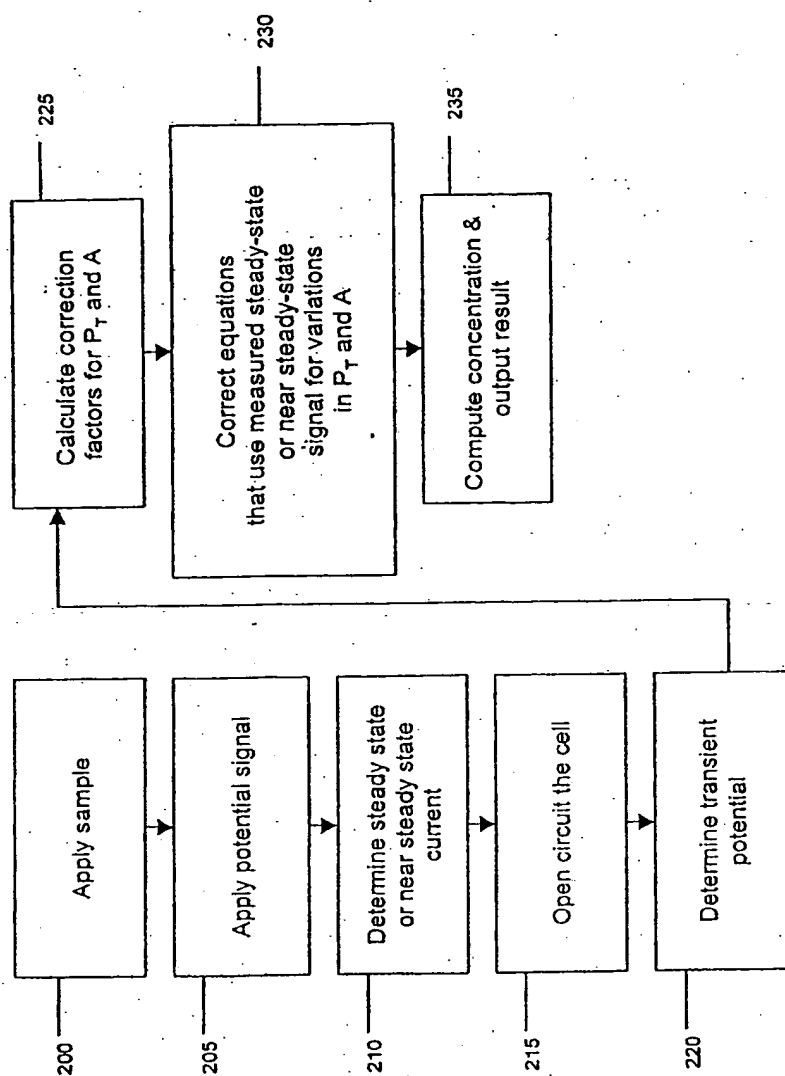 200
Apply sample
205
Apply potential signal
210
Determine steady state
or near steady state
current
215
Open circuit the cell
220
Determine transient
potential
225
Calculate correction
factors for P_T and A
230
Correct equations
that use measured steady-state
or near steady-state
signal for variations
in P_T and A
235
Compute concentration &
output result